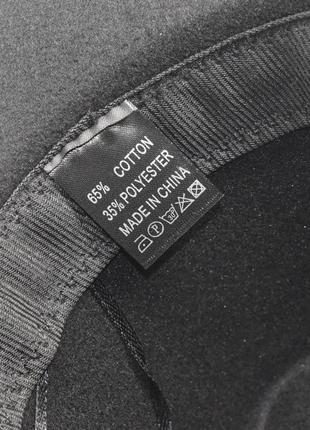 65% COTTON
35% POLYESTER
MADE IN CHINA